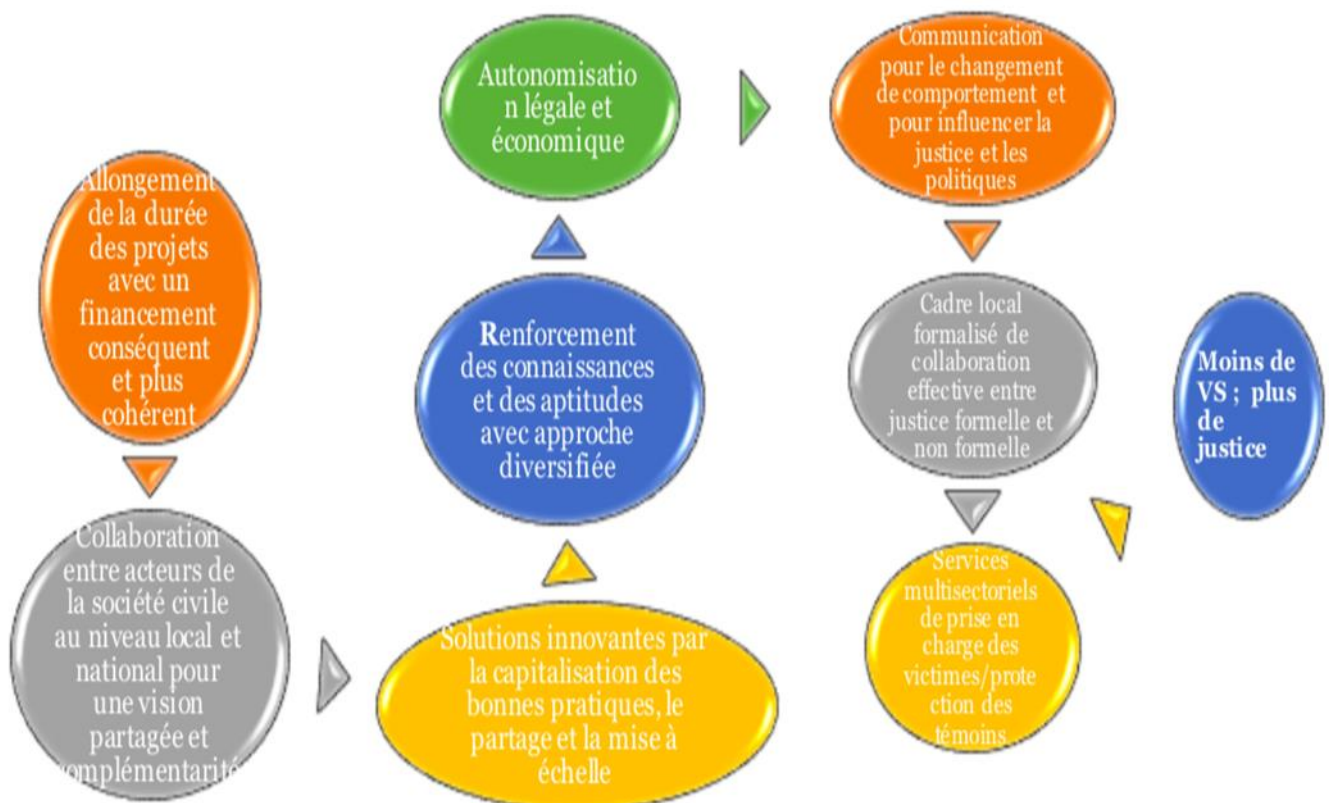 Allongement
de la durée
des projets
avec un
financement
conséquent
et plus
cohérent
Collaboration
entre acteurs de
la société civile
au niveau local et
national pour
une vision
partagée et
complémentarité
Solutions innovantes par
la capitalisation des
bonnes pratiques, le
partage et la mise à
échelle
Renforcement
des connaissances
et des aptitudes
avec approche
diversifiée
Autonomisatio
n légale et
économique
Communication
pour le changement
de comportement et
pour influencer la
justice et les
politiques
Cadre local
formalisé de
collaboration
effective entre
justice formelle et
non formelle
Services
multisectoriels
de prise en
charge des
victimes/prote
ction des
témoins
Moins de
VS ; plus
de
justice